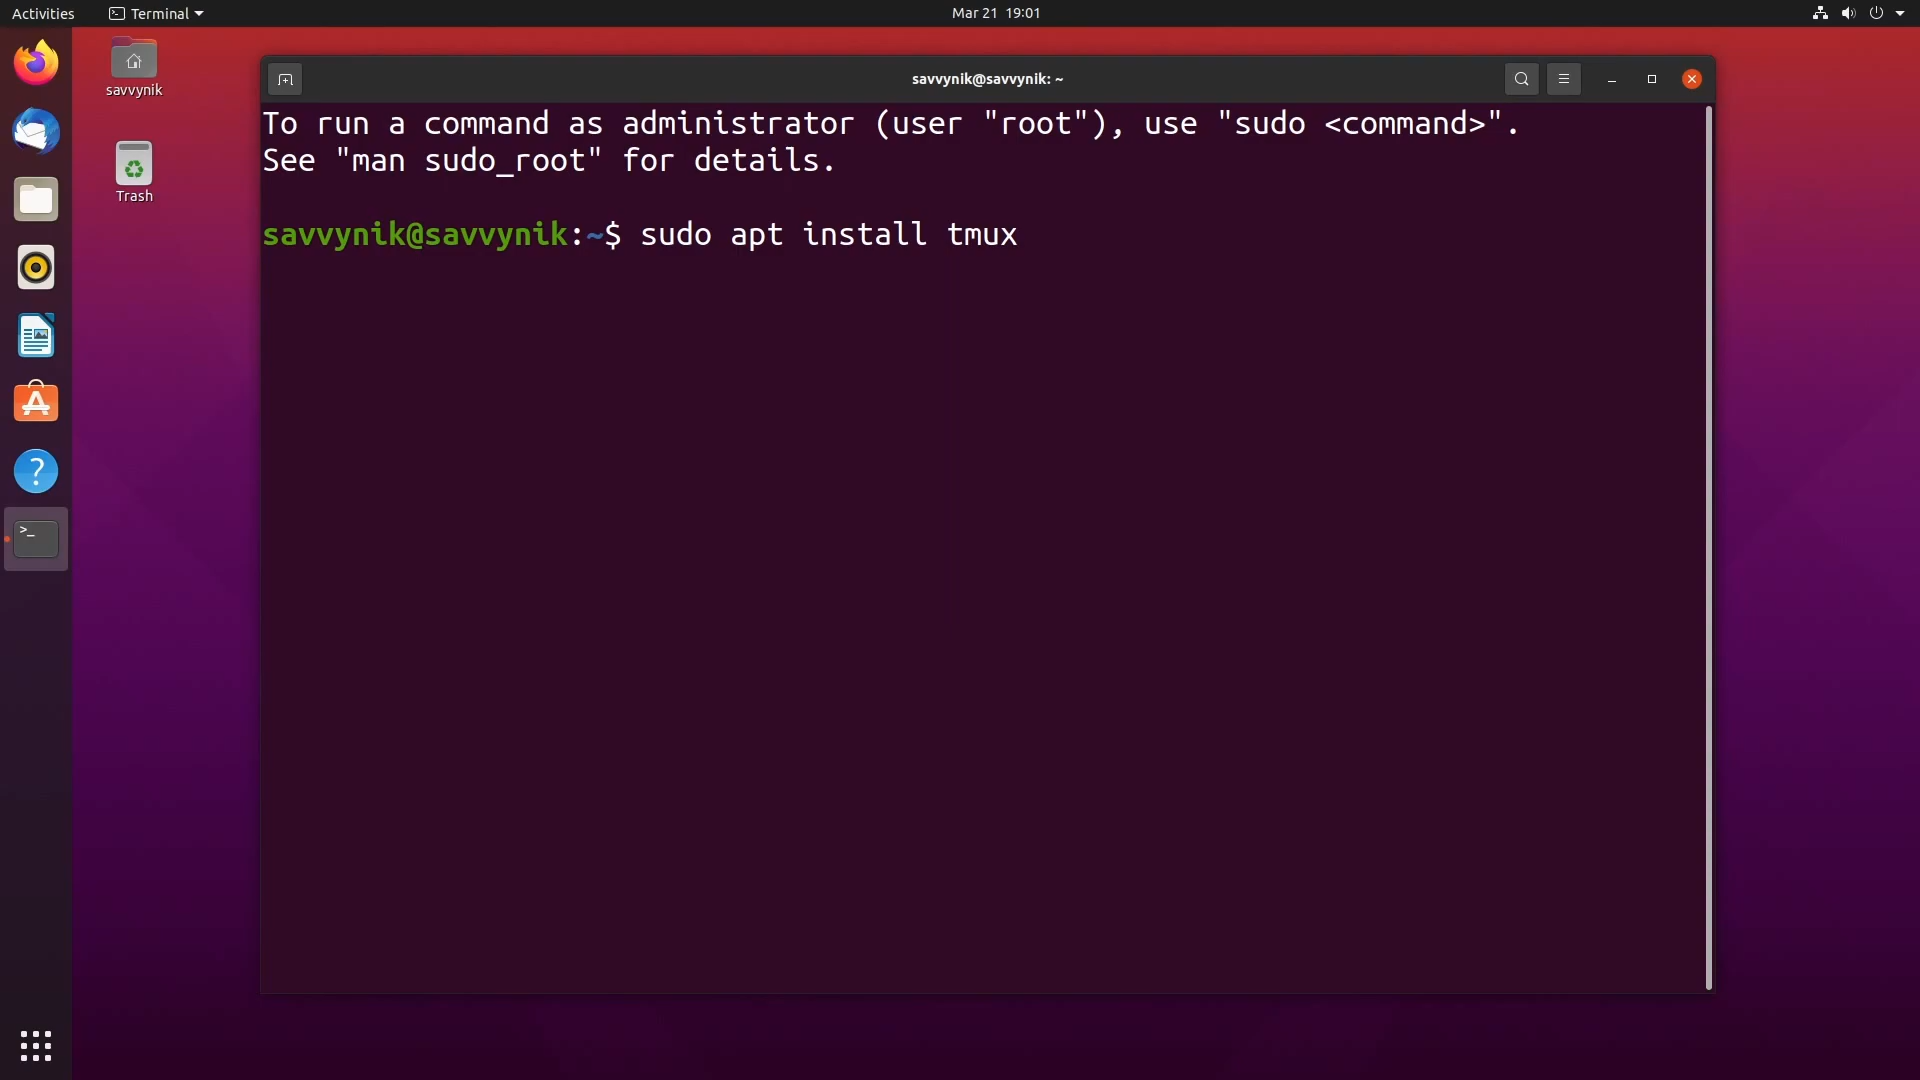 Activities
Terminal
Mar 21 19:01
savvynik
Trash
savvynik@savvynik: ~
To run a command as administrator (user "root"), use "sudo <command>".
See "man sudo_root" for details.
savvynik@savvynik:~$ sudo apt install tmux